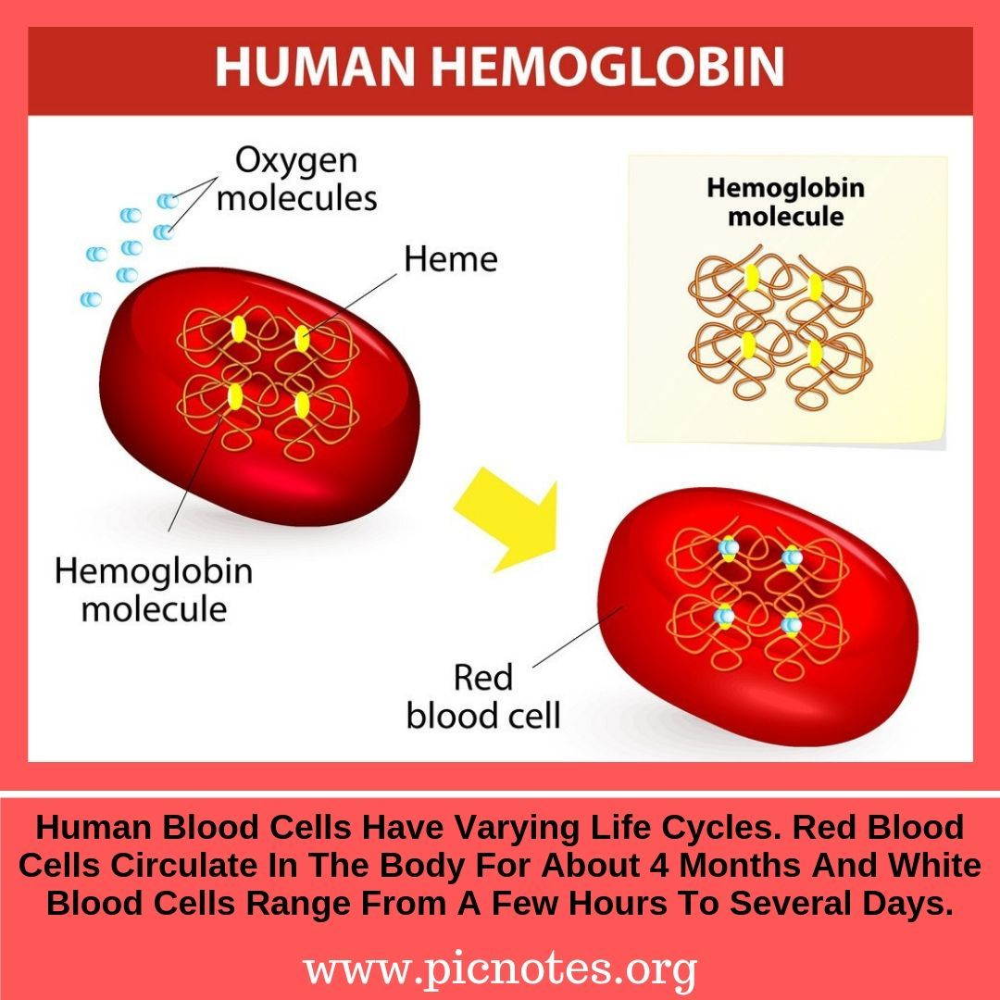 HUMAN HEMOGLOBIN
Oxygen
molecules
Hemoglobin
molecule
Heme
Hemoglobin
molecule
Red
blood cell
Human Blood Cells Have Varying Life Cycles. Red Blood
Cells Circulate In The Body For About 4 Months And White
Blood Cells Range From A Few Hours To Several Days.
www.picnotes.org